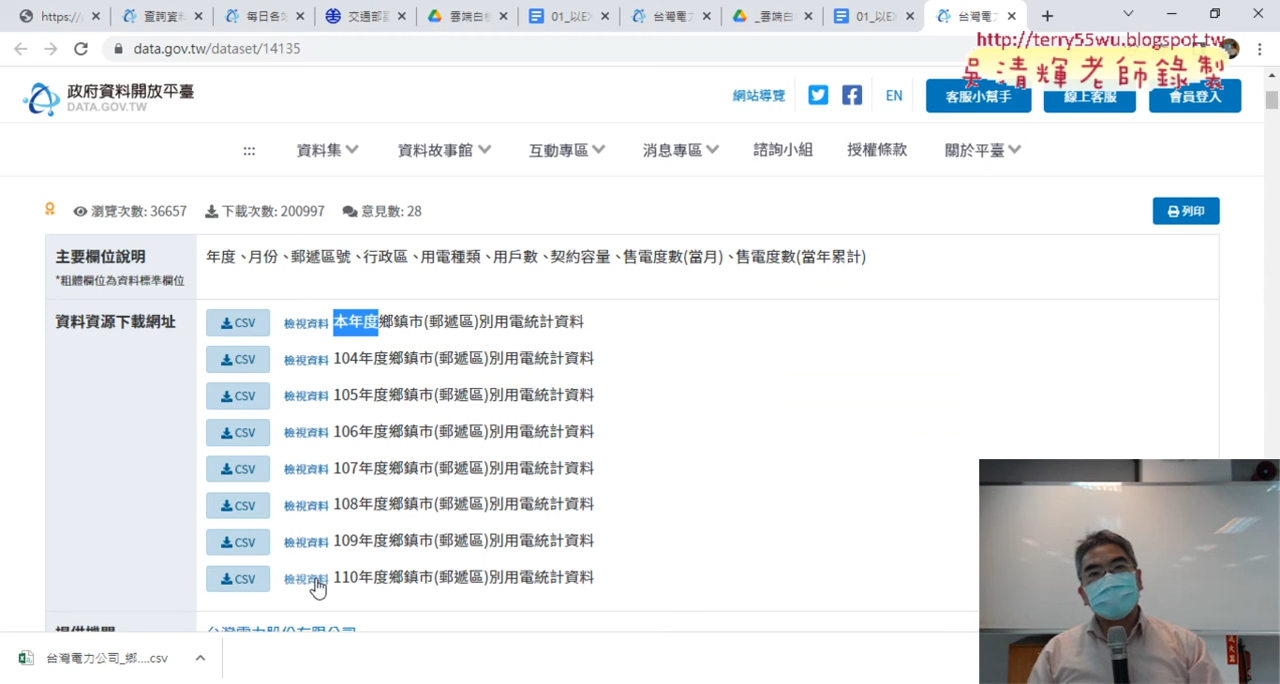 https:/
查詢資
每日各
交通部
雲端白
01_以E
台灣電
_雲端白
01_以E
台灣電
data.gov.tw/dataset/14135
http://terry55wu.blogspot.tw
吳清輝老師錄製
政府資料開放平臺
DATA.GOV.TW
網站導覽
EN
客服小幫手
線上客服
會員登入
:::
資料集
資料故事館
互動專區
消息專區
諮詢小組
授權條款
關於平臺
瀏覽次數: 36657
下載次數: 200997
意見數: 28
列印
主要欄位說明
*粗體欄位為資料標準欄位
年度、月份、郵遞區號、行政區、用電種類、用戶數、契約容量、售電度數(當月)、售電度數(當年累計)
資料資源下載網址
CSV 檢視資料 本年度鄉鎮市(郵遞區)別用電統計資料
CSV 檢視資料 104年度鄉鎮市(郵遞區)別用電統計資料
CSV 檢視資料 105年度鄉鎮市(郵遞區)別用電統計資料
CSV 檢視資料 106年度鄉鎮市(郵遞區)別用電統計資料
CSV 檢視資料 107年度鄉鎮市(郵遞區)別用電統計資料
CSV 檢視資料 108年度鄉鎮市(郵遞區)別用電統計資料
CSV 檢視資料 109年度鄉鎮市(郵遞區)別用電統計資料
CSV 檢視資料 110年度鄉鎮市(郵遞區)別用電統計資料
提供機關
台灣電力股份有限公司
台灣電力公司_鄉....csv